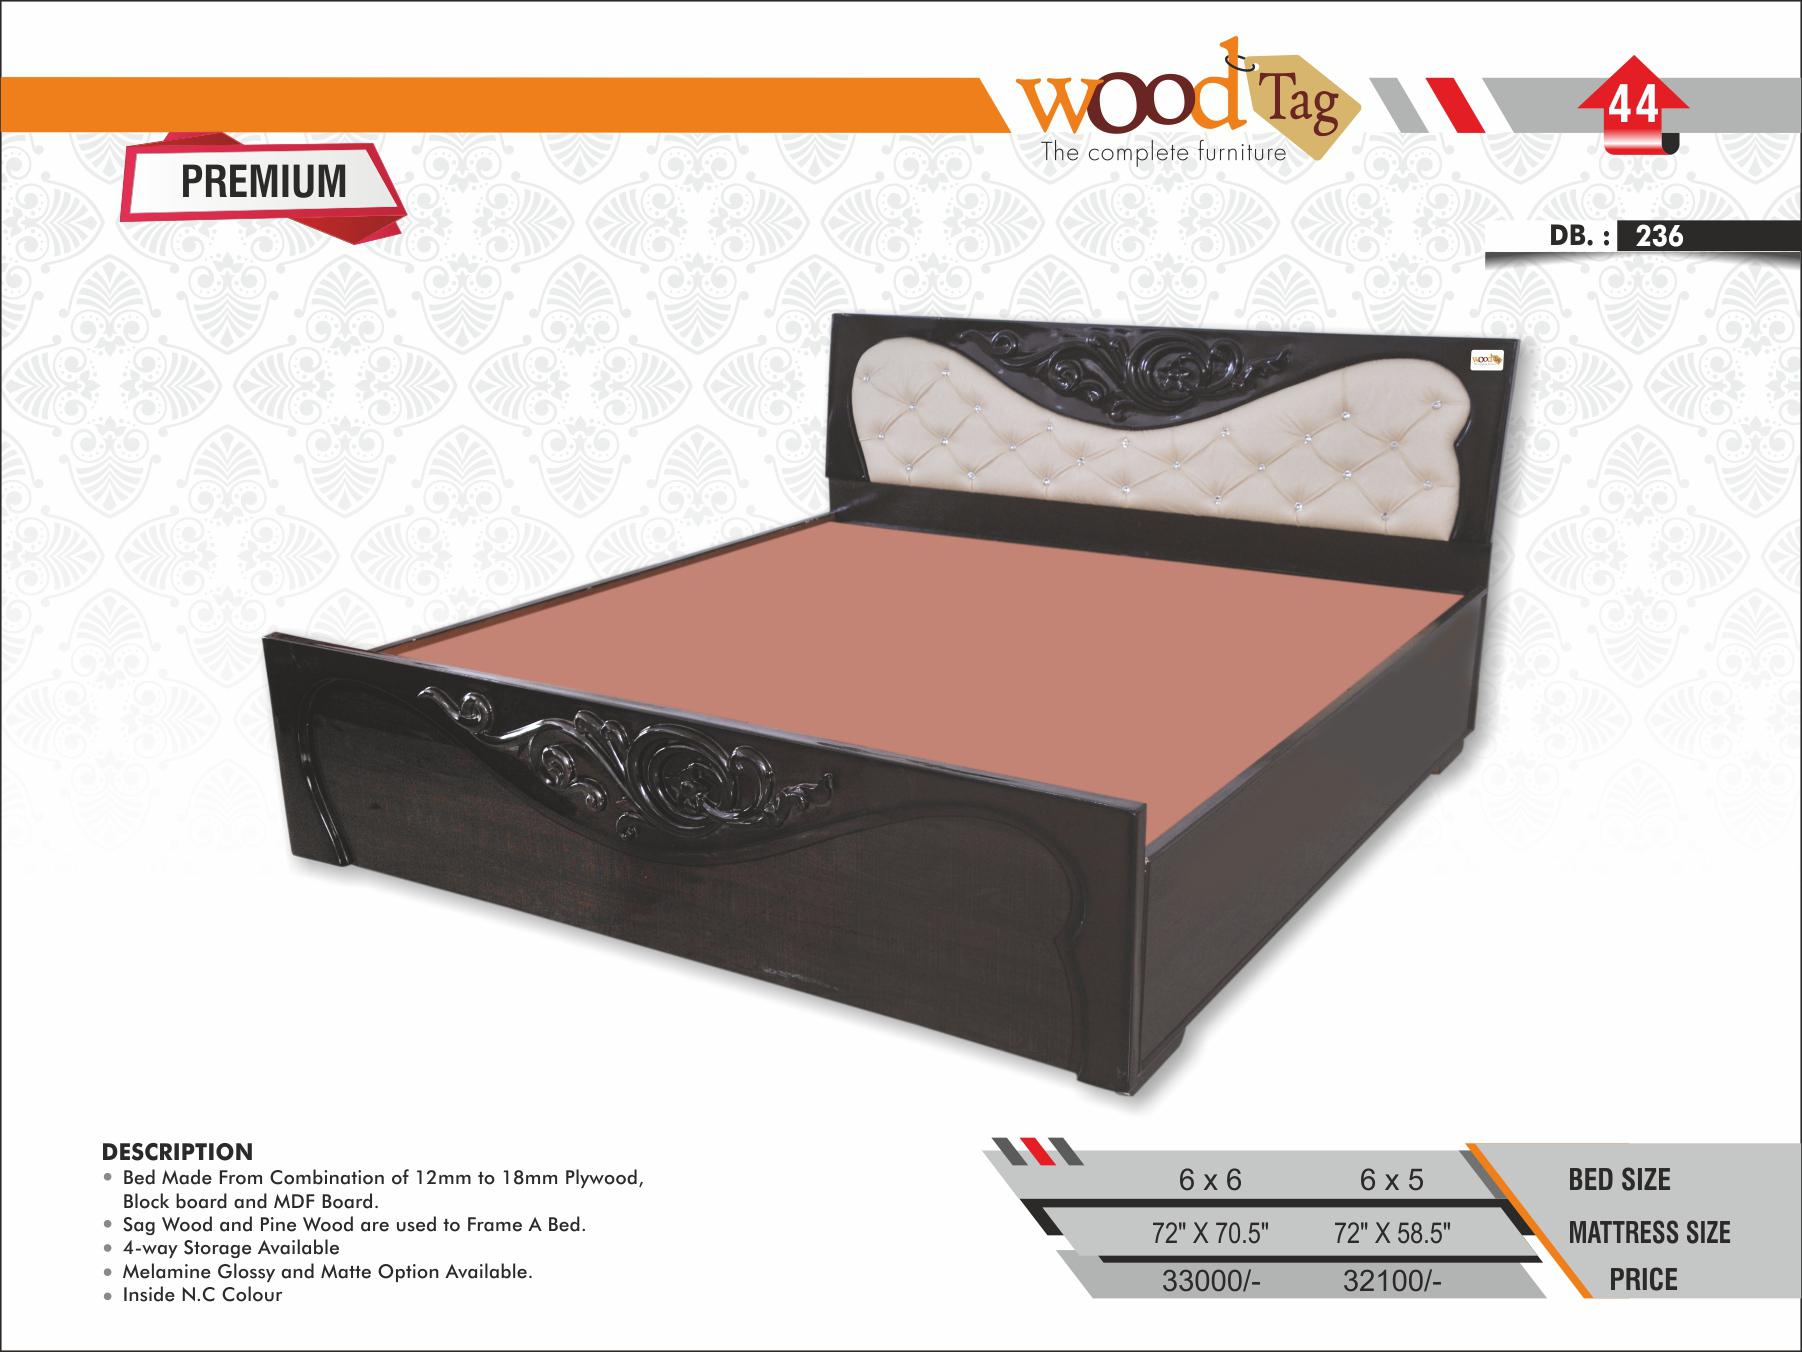 wood Tag
The complete furniture
44
PREMIUM
DB. : 236
wood
DESCRIPTION
• Bed Made From Combination of 12mm to 18mm Plywood,
Block board and MDF Board.
• Sag Wood and Pine Wood are used to Frame A Bed.
• 4-way Storage Available
• Melamine Glossy and Matte Option Available.
• Inside N.C Colour
6 x 6 6 x 5 BED SIZE
72" X 70.5" 72" X 58.5" MATTRESS SIZE
33000/- 32100/- PRICE